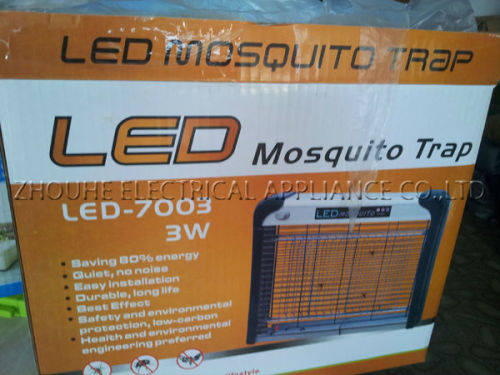 LED MOSQUITO TRAP
LED Mosquito Trap
ZHOUHE ELECTRICAL APPLIANCE CO.,LTD
LED-7003
3W
LED MOSQUITO
• Saving 80% energy
• Quiet, no noise
• Easy installation
• Durable, long life
• Best Effect
• Safety and environmental
protection, low-carbon
• Health and environmental
engineering preferred